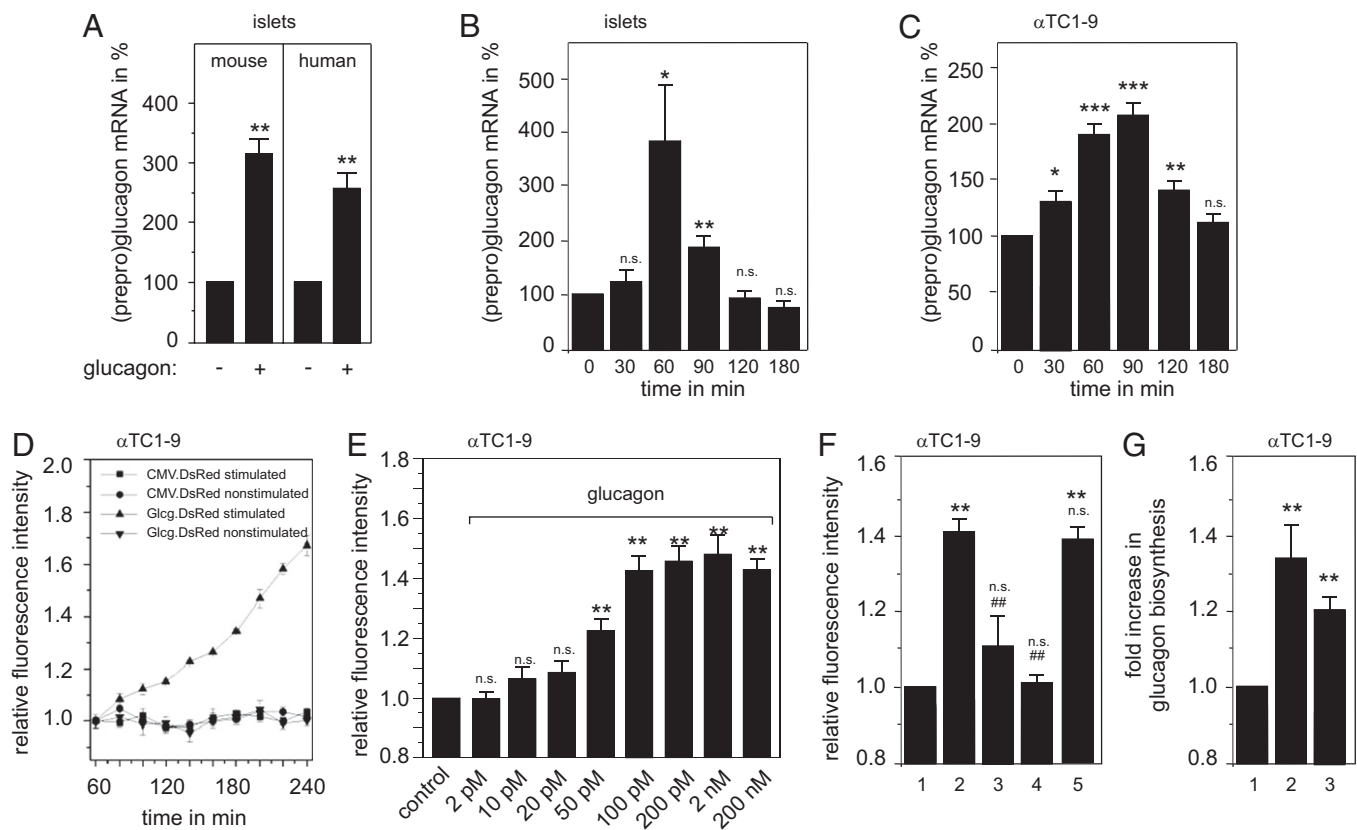 A
islets
mouse
human
(prepro)glucagon mRNA in %
400
300
200
100
0
**
**
glucagon:
- + - +
B
islets
(prepro)glucagon mRNA in %
500
400
300
200
100
0
n.s.
*
**
n.s.
n.s.
0 30 60 90 120 180
time in min
C
αTC1-9
(prepro)glucagon mRNA in %
250
200
150
100
50
0
*
***
***
**
n.s.
0 30 60 90 120 180
time in min
D
αTC1-9
relative fluorescence intensity
2.0
1.8
1.6
1.4
1.2
1.0
CMV.DsRed stimulated
CMV.DsRed nonstimulated
Glcg.DsRed stimulated
Glcg.DsRed nonstimulated
60 120 180 240
time in min
E
αTC1-9
relative fluorescence intensity
1.8
1.6
1.4
1.2
1.0
0.8
glucagon
n.s.
n.s.
n.s.
**
**
**
**
**
control
2 pM
10 pM
20 pM
50 pM
100 pM
200 pM
2 nM
200 nM
F
αTC1-9
relative fluorescence intensity
1.6
1.4
1.2
1.0
0.8
**
n.s.
##
n.s.
##
**
n.s.
1 2 3 4 5
G
αTC1-9
fold increase in
glucagon biosynthesis
1.6
1.4
1.2
1.0
0.8
**
**
1 2 3